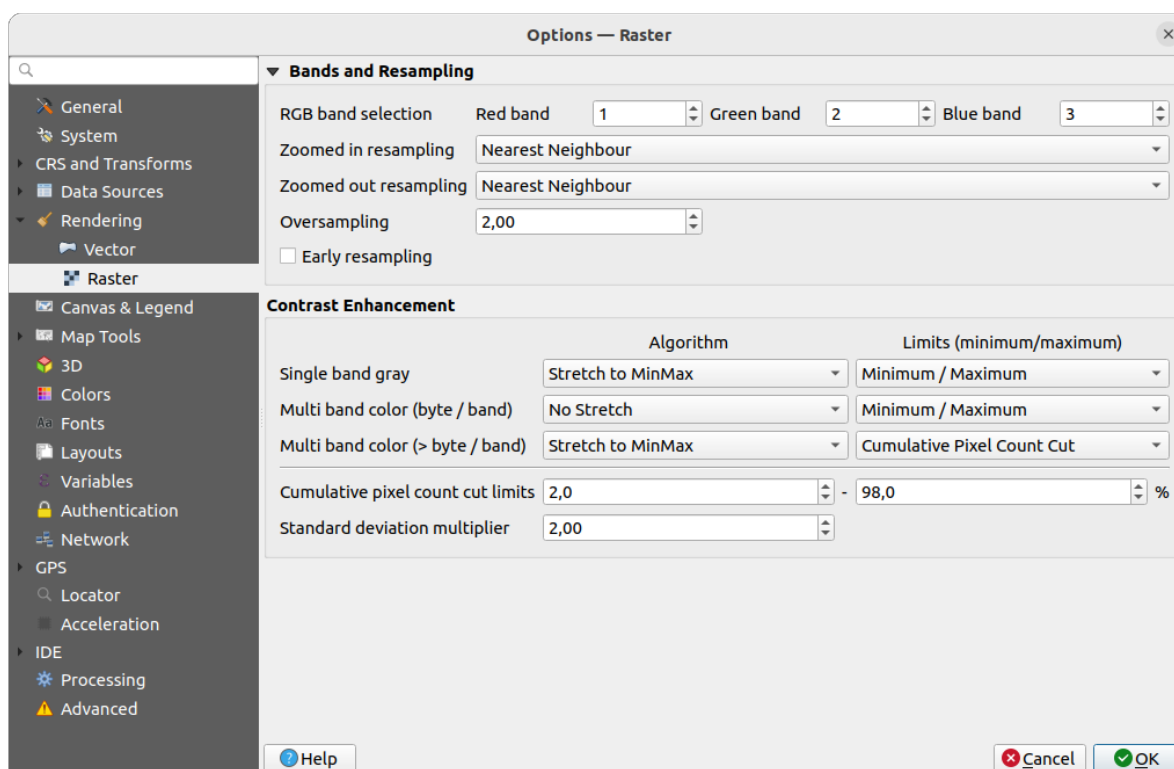 Options — Raster
General
System
CRS and Transforms
Data Sources
Rendering
Vector
Raster
Canvas & Legend
Map Tools
3D
Colors
Fonts
Layouts
Variables
Authentication
Network
GPS
Locator
Acceleration
IDE
Processing
Advanced
Bands and Resampling
RGB band selection Red band 1 Green band 2 Blue band 3
Zoomed in resampling Nearest Neighbour
Zoomed out resampling Nearest Neighbour
Oversampling 2,00
Early resampling
Contrast Enhancement
Algorithm Limits (minimum/maximum)
Single band gray Stretch to MinMax Minimum / Maximum
Multi band color (byte / band) No Stretch Minimum / Maximum
Multi band color (> byte / band) Stretch to MinMax Cumulative Pixel Count Cut
Cumulative pixel count cut limits 2,0 - 98,0 %
Standard deviation multiplier 2,00
Help Cancel OK